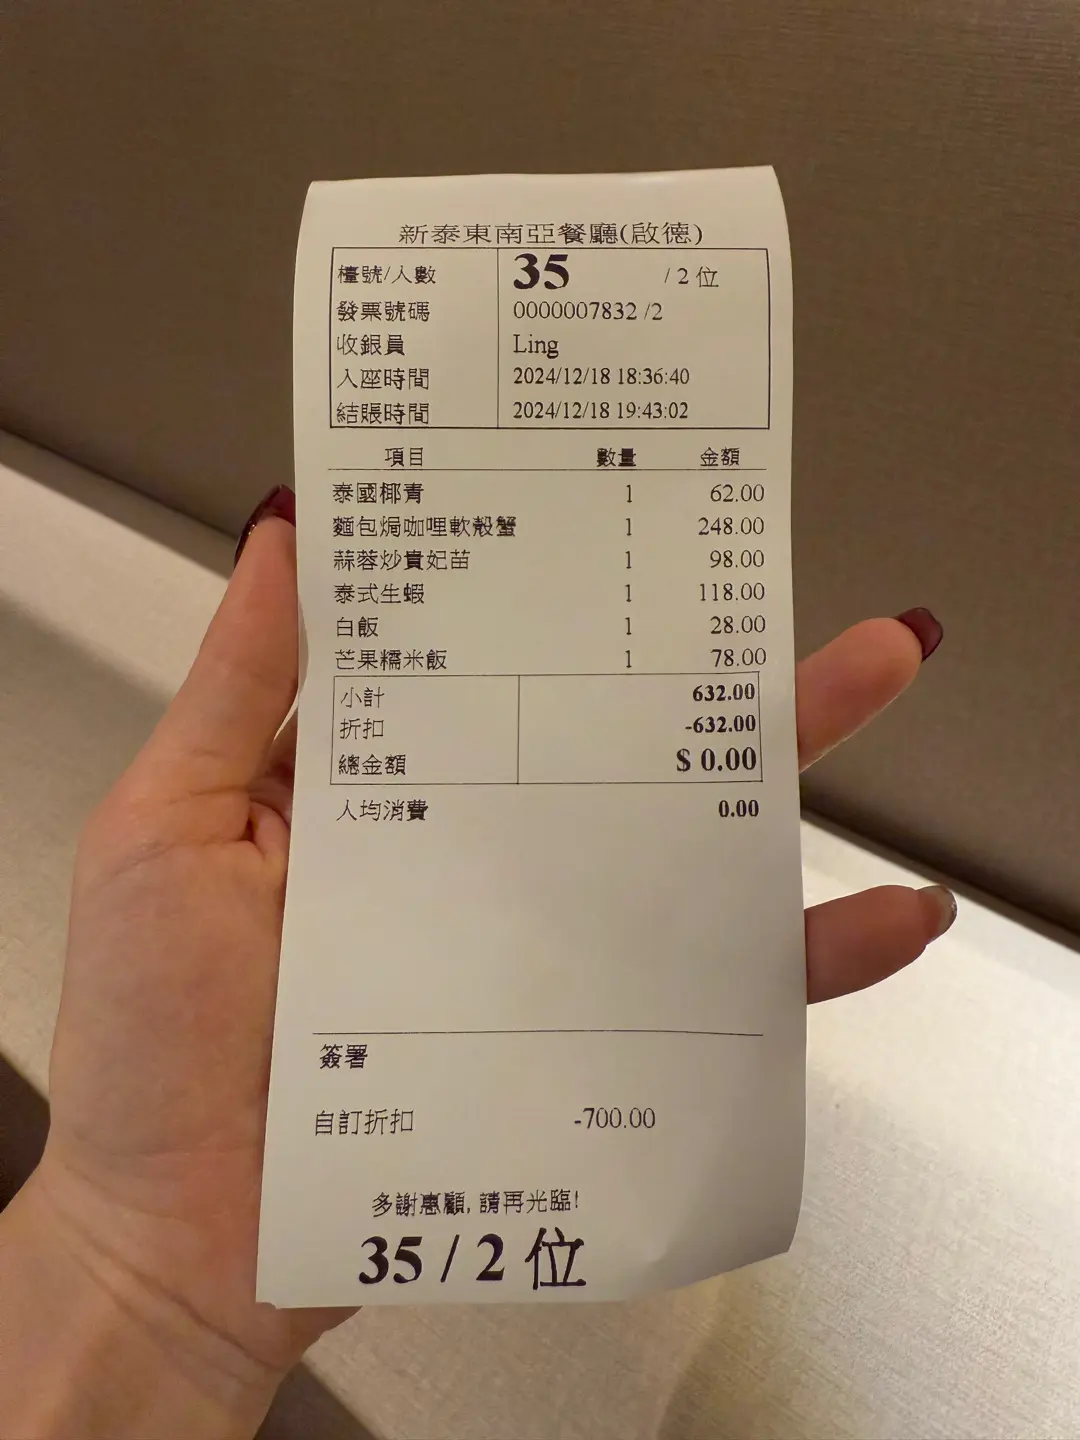 新泰東南亞餐廳(啟德)
檯號/人數 35 / 2 位
發票號碼 0000007832 /2
收銀員 Ling
入座時間 2024/12/18 18:36:40
結賬時間 2024/12/18 19:43:02
項目 數量 金額
泰國椰青 1 62.00
麵包焗咖哩軟殼蟹 1 248.00
蒜蓉炒貴妃苗 1 98.00
泰式生蝦 1 118.00
白飯 1 28.00
芒果糯米飯 1 78.00
小計 632.00
折扣 -632.00
總金額 $ 0.00
人均消費 0.00
簽署
自訂折扣 -700.00
多謝惠顧, 請再光臨!
35 / 2 位